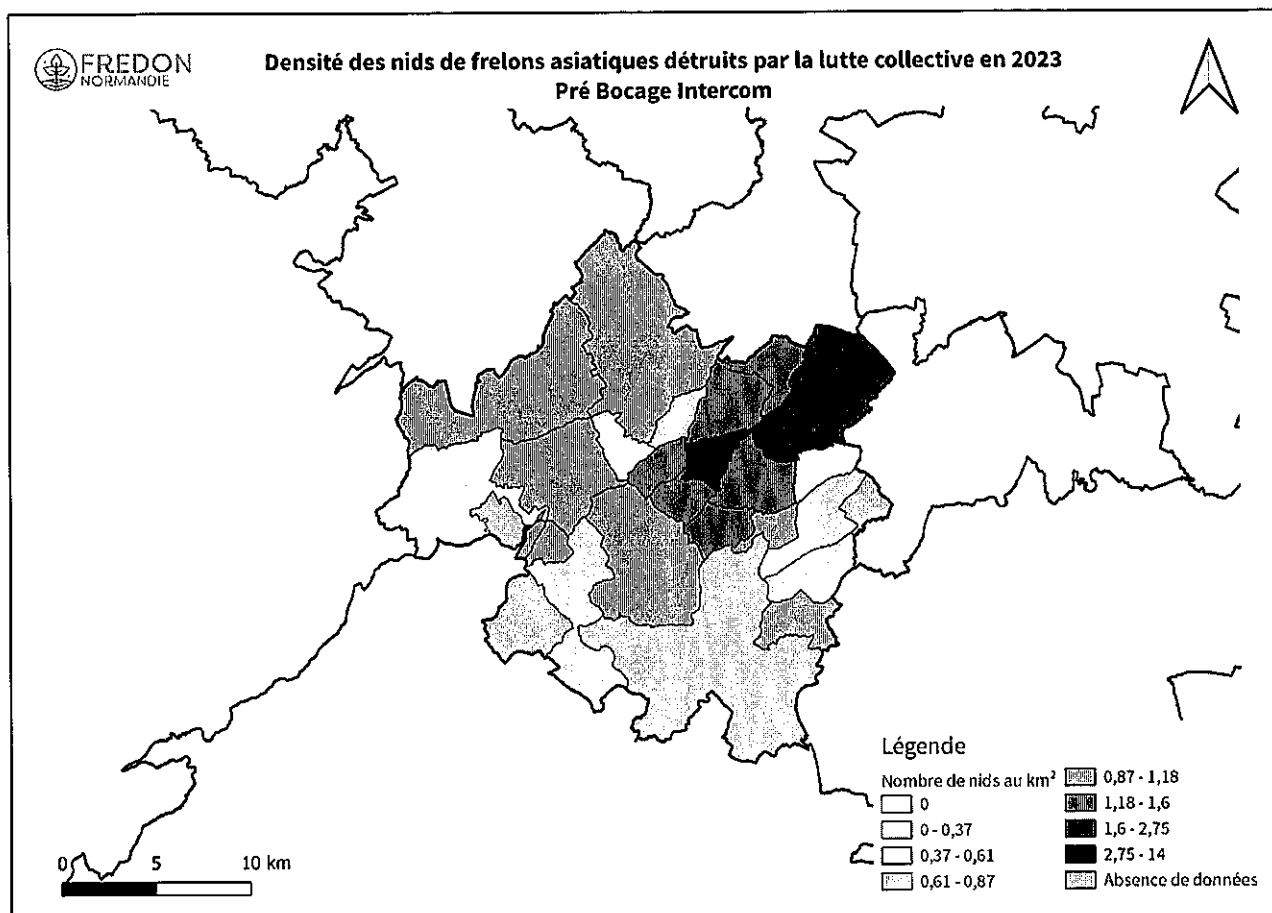 FREDON
NORMANDIE
Densité des nids de frelons asiatiques détruits par la lutte collective en 2023
Pré Bocage Intercom
Légende
Nombre de nids au km²
0
0 - 0,37
0,37 - 0,61
0,61 - 0,87
0,87 - 1,18
1,18 - 1,6
1,6 - 2,75
2,75 - 14
Absence de données
0 5 10 km